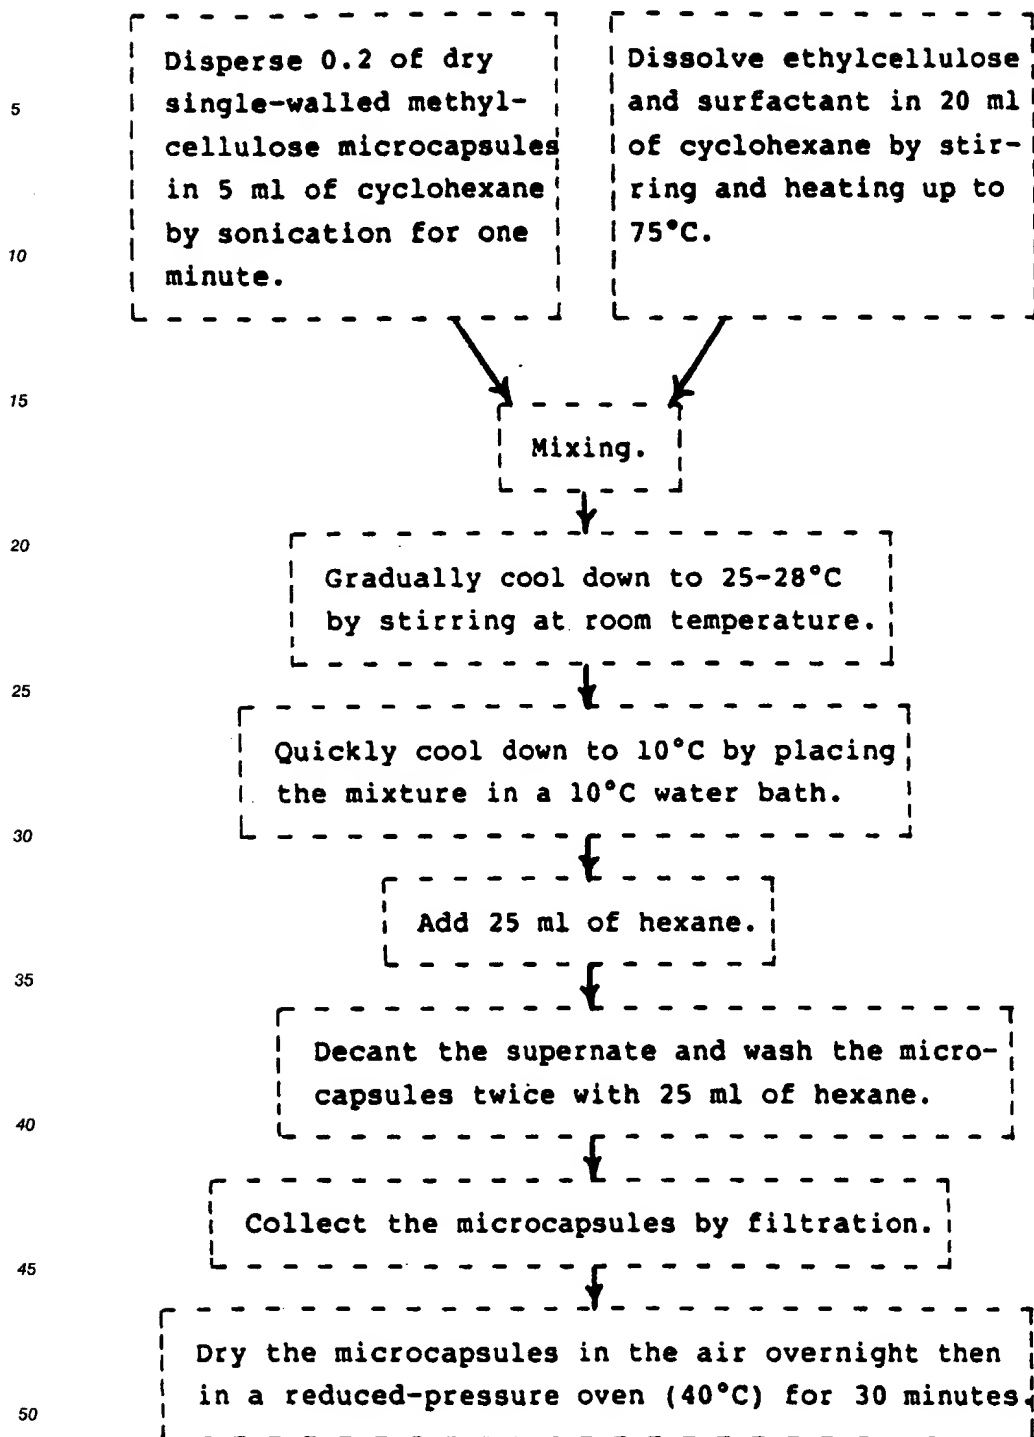 Disperse 0.2 of dry
single-walled methyl-
cellulose microcapsules
in 5 ml of cyclohexane
by sonication for one
minute.
Dissolve ethylcellulose
and surfactant in 20 ml
of cyclohexane by stir-
ring and heating up to
75°C.
Mixing.
Gradually cool down to 25-28°C
by stirring at room temperature.
Quickly cool down to 10°C by placing
the mixture in a 10°C water bath.
Add 25 ml of hexane.
Decant the supernate and wash the micro-
capsules twice with 25 ml of hexane.
Collect the microcapsules by filtration.
Dry the microcapsules in the air overnight then
in a reduced-pressure oven (40°C) for 30 minutes.
5
10
15
20
25
30
35
40
45
50